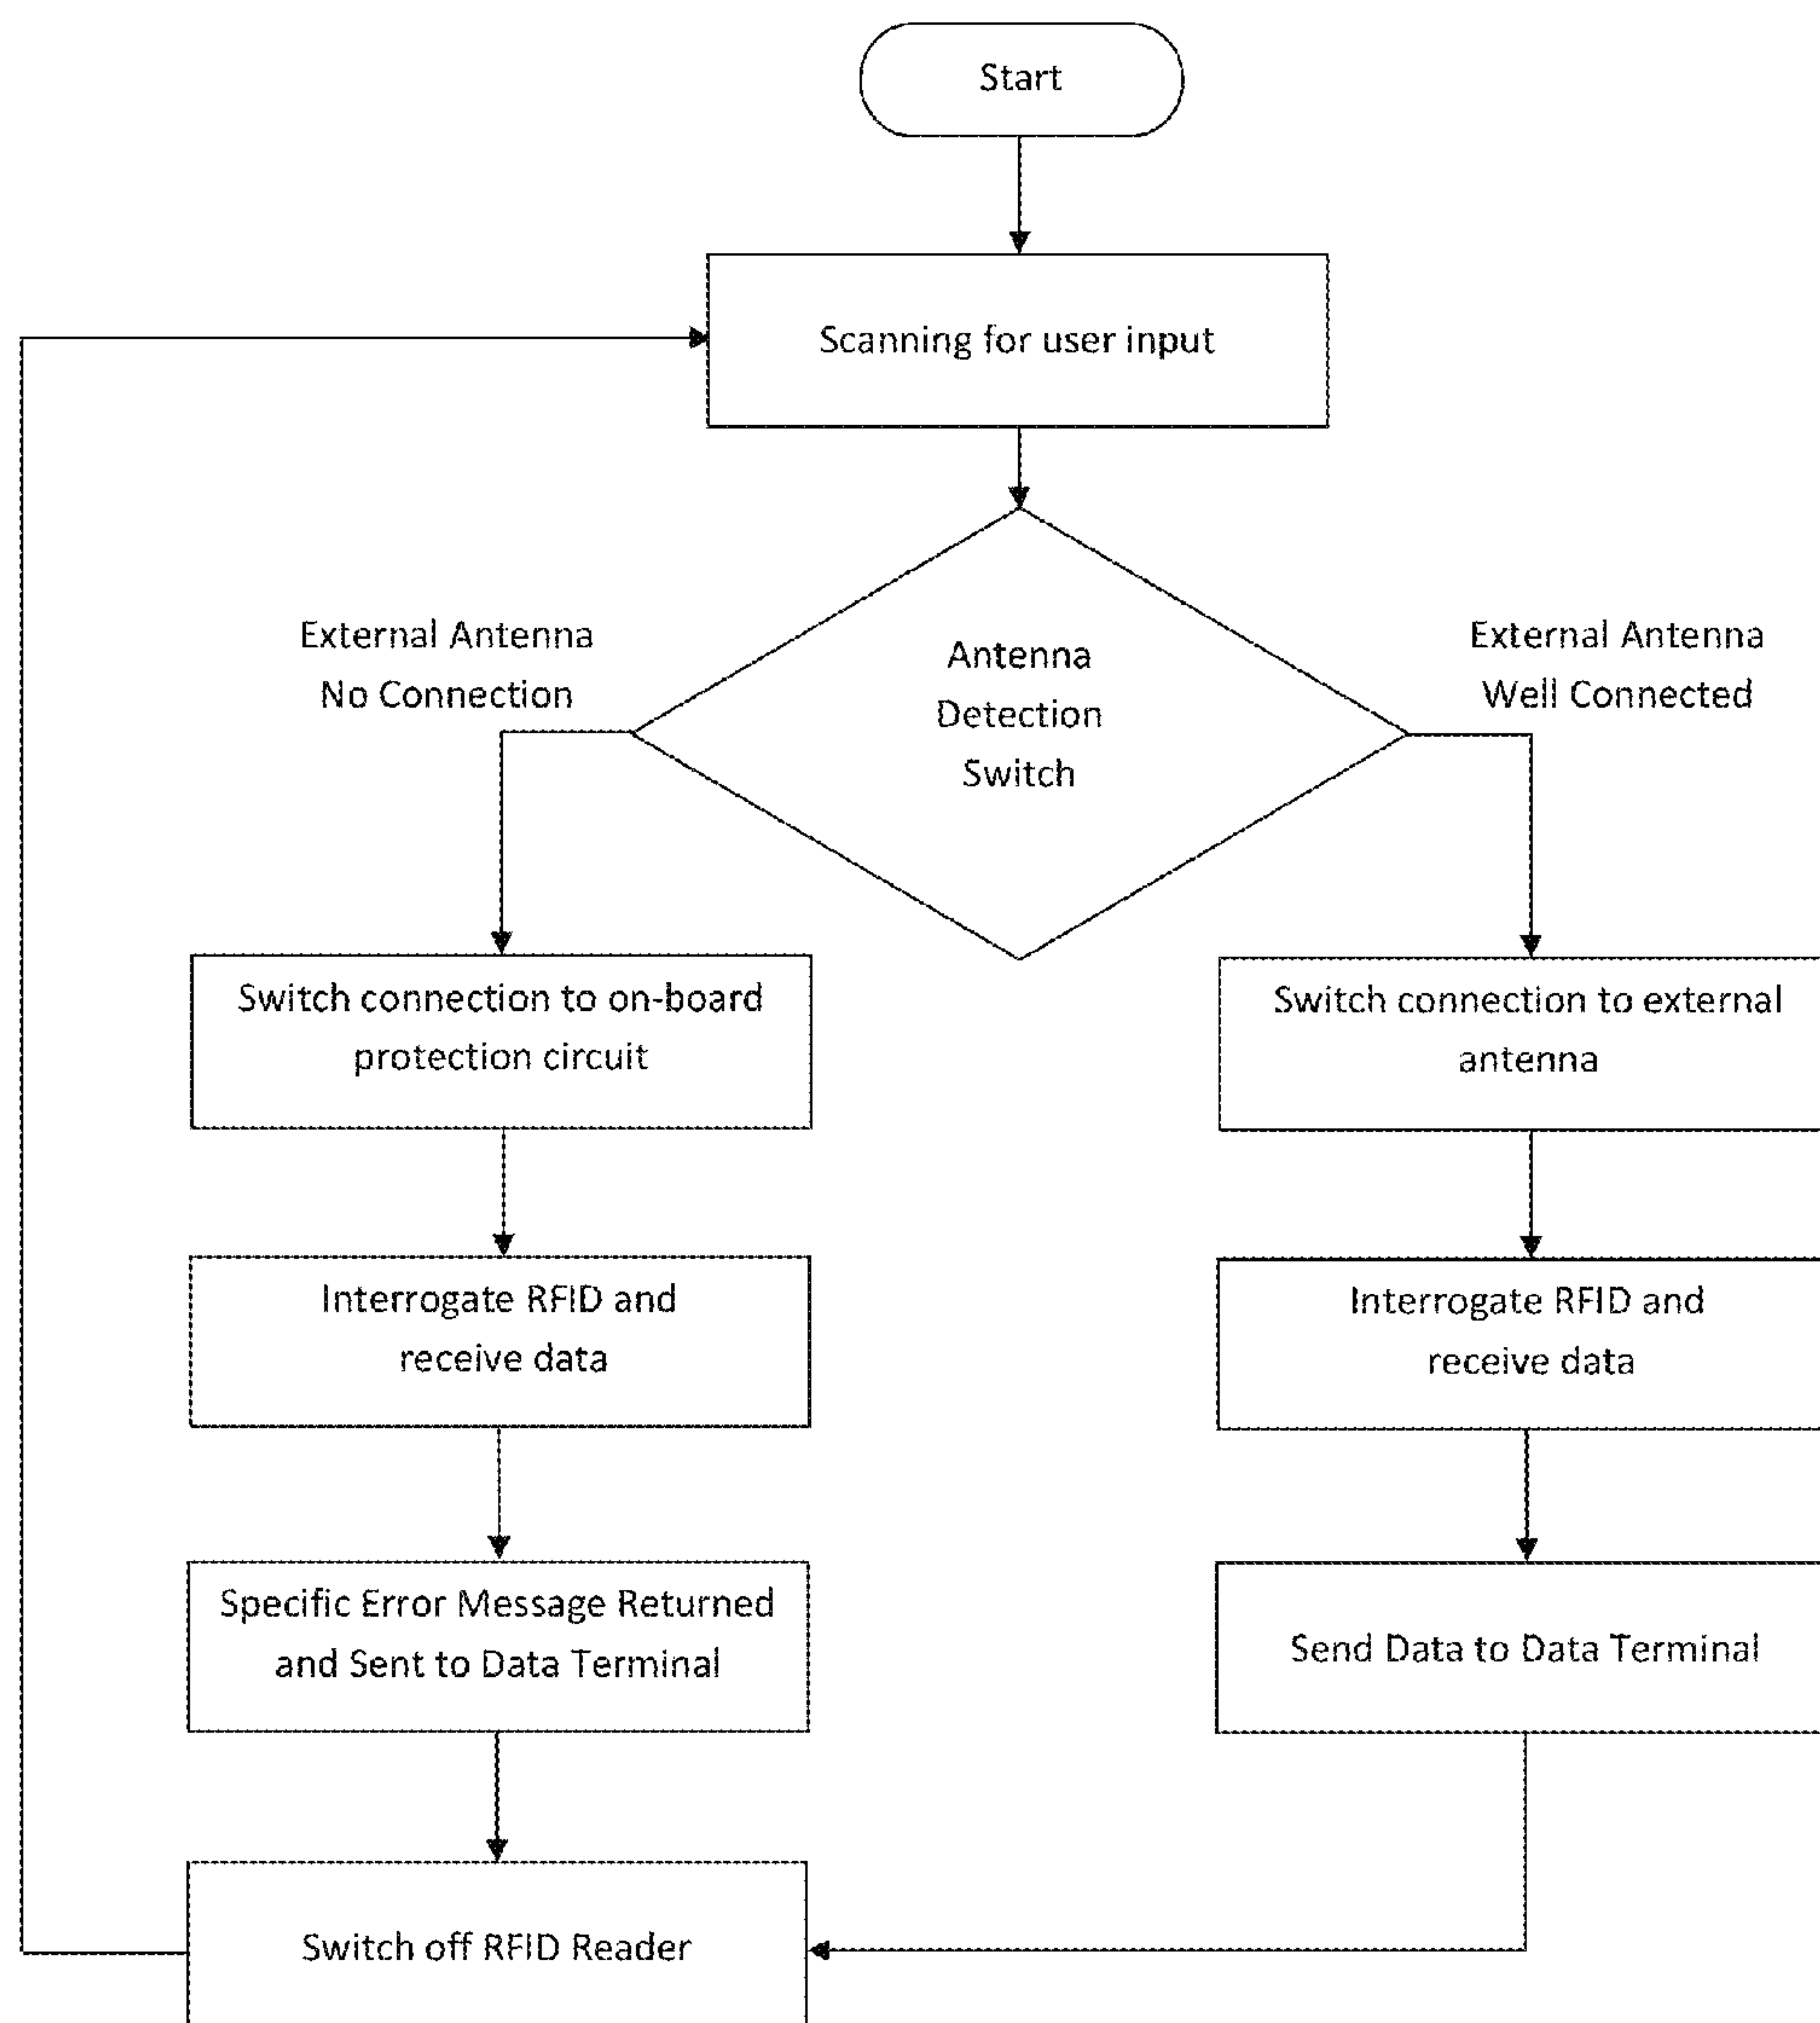 Start
Scanning for user input
External Antenna
No Connection
Antenna
Detection
Switch
External Antenna
Well Connected
Switch connection to on-board
protection circuit
Switch connection to external
antenna
Interrogate RFID and
receive data
Interrogate RFID and
receive data
Specific Error Message Returned
and Sent to Data Terminal
Send Data to Data Terminal
Switch off RFID Reader